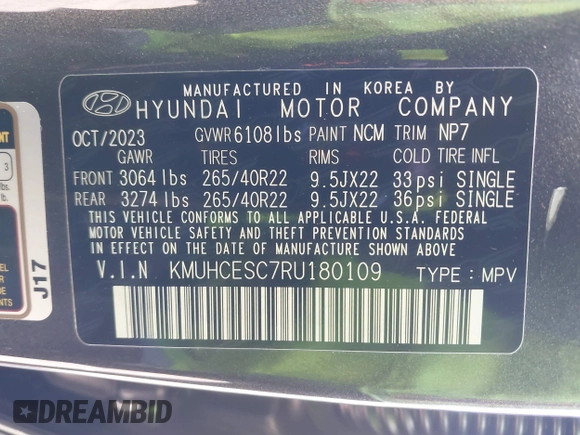 MANUFACTURED IN KOREA BY
HYUNDAI MOTOR COMPANY
OCT/2023 GVWR 6108 lbs PAINT NCM TRIM NP7
GAWR TIRES RIMS COLD TIRE INFL
FRONT 3064 lbs 265/40R22 9.5JX22 33 psi SINGLE
REAR 3274 lbs 265/40R22 9.5JX22 36 psi SINGLE
THIS VEHICLE CONFORMS TO ALL APPLICABLE U.S.A. FEDERAL
MOTOR VEHICLE SAFETY, BUMPER, AND THEFT PREVENTION STANDARDS
IN EFFECT ON THE DATE OF MANUFACTURE SHOWN ABOVE.
V.I.N KMUHCESC7RU180109 TYPE : MPV
3
lbs.
J17
DREAMBID